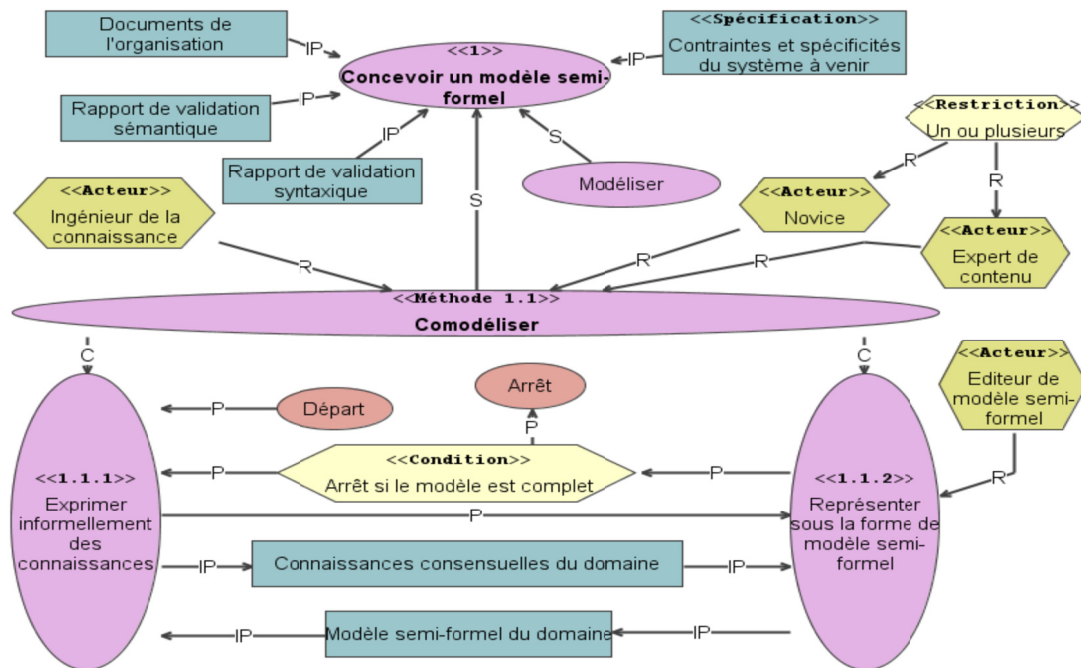 Documents de
l'organisation
IP
<<1>>
Concevoir un modèle semi-
formel
<<Spécification>>
Contraintes et spécificités
du système à venir
IP
Rapport de validation
sémantique
P
Rapport de validation
syntaxique
IP
S
S
Modéliser
<<Restriction>>
Un ou plusieurs
R
R
<<Acteur>>
Ingénieur de la
connaissance
R
<<Acteur>>
Novice
R
<<Acteur>>
Expert de
contenu
R
<<Méthode 1.1>>
Comodéliser
C
C
<<Acteur>>
Editeur de
modèle semi-
formel
R
Départ
P
Arrêt
P
<<Condition>>
Arrêt si le modèle est complet
P
P
<<1.1.1>>
Exprimer
informellement
des
connaissances
<<1.1.2>>
Représenter
sous la forme de
modèle semi-
formel
P
IP
Connaissances consensuelles du domaine
IP
IP
Modèle semi-formel du domaine
IP